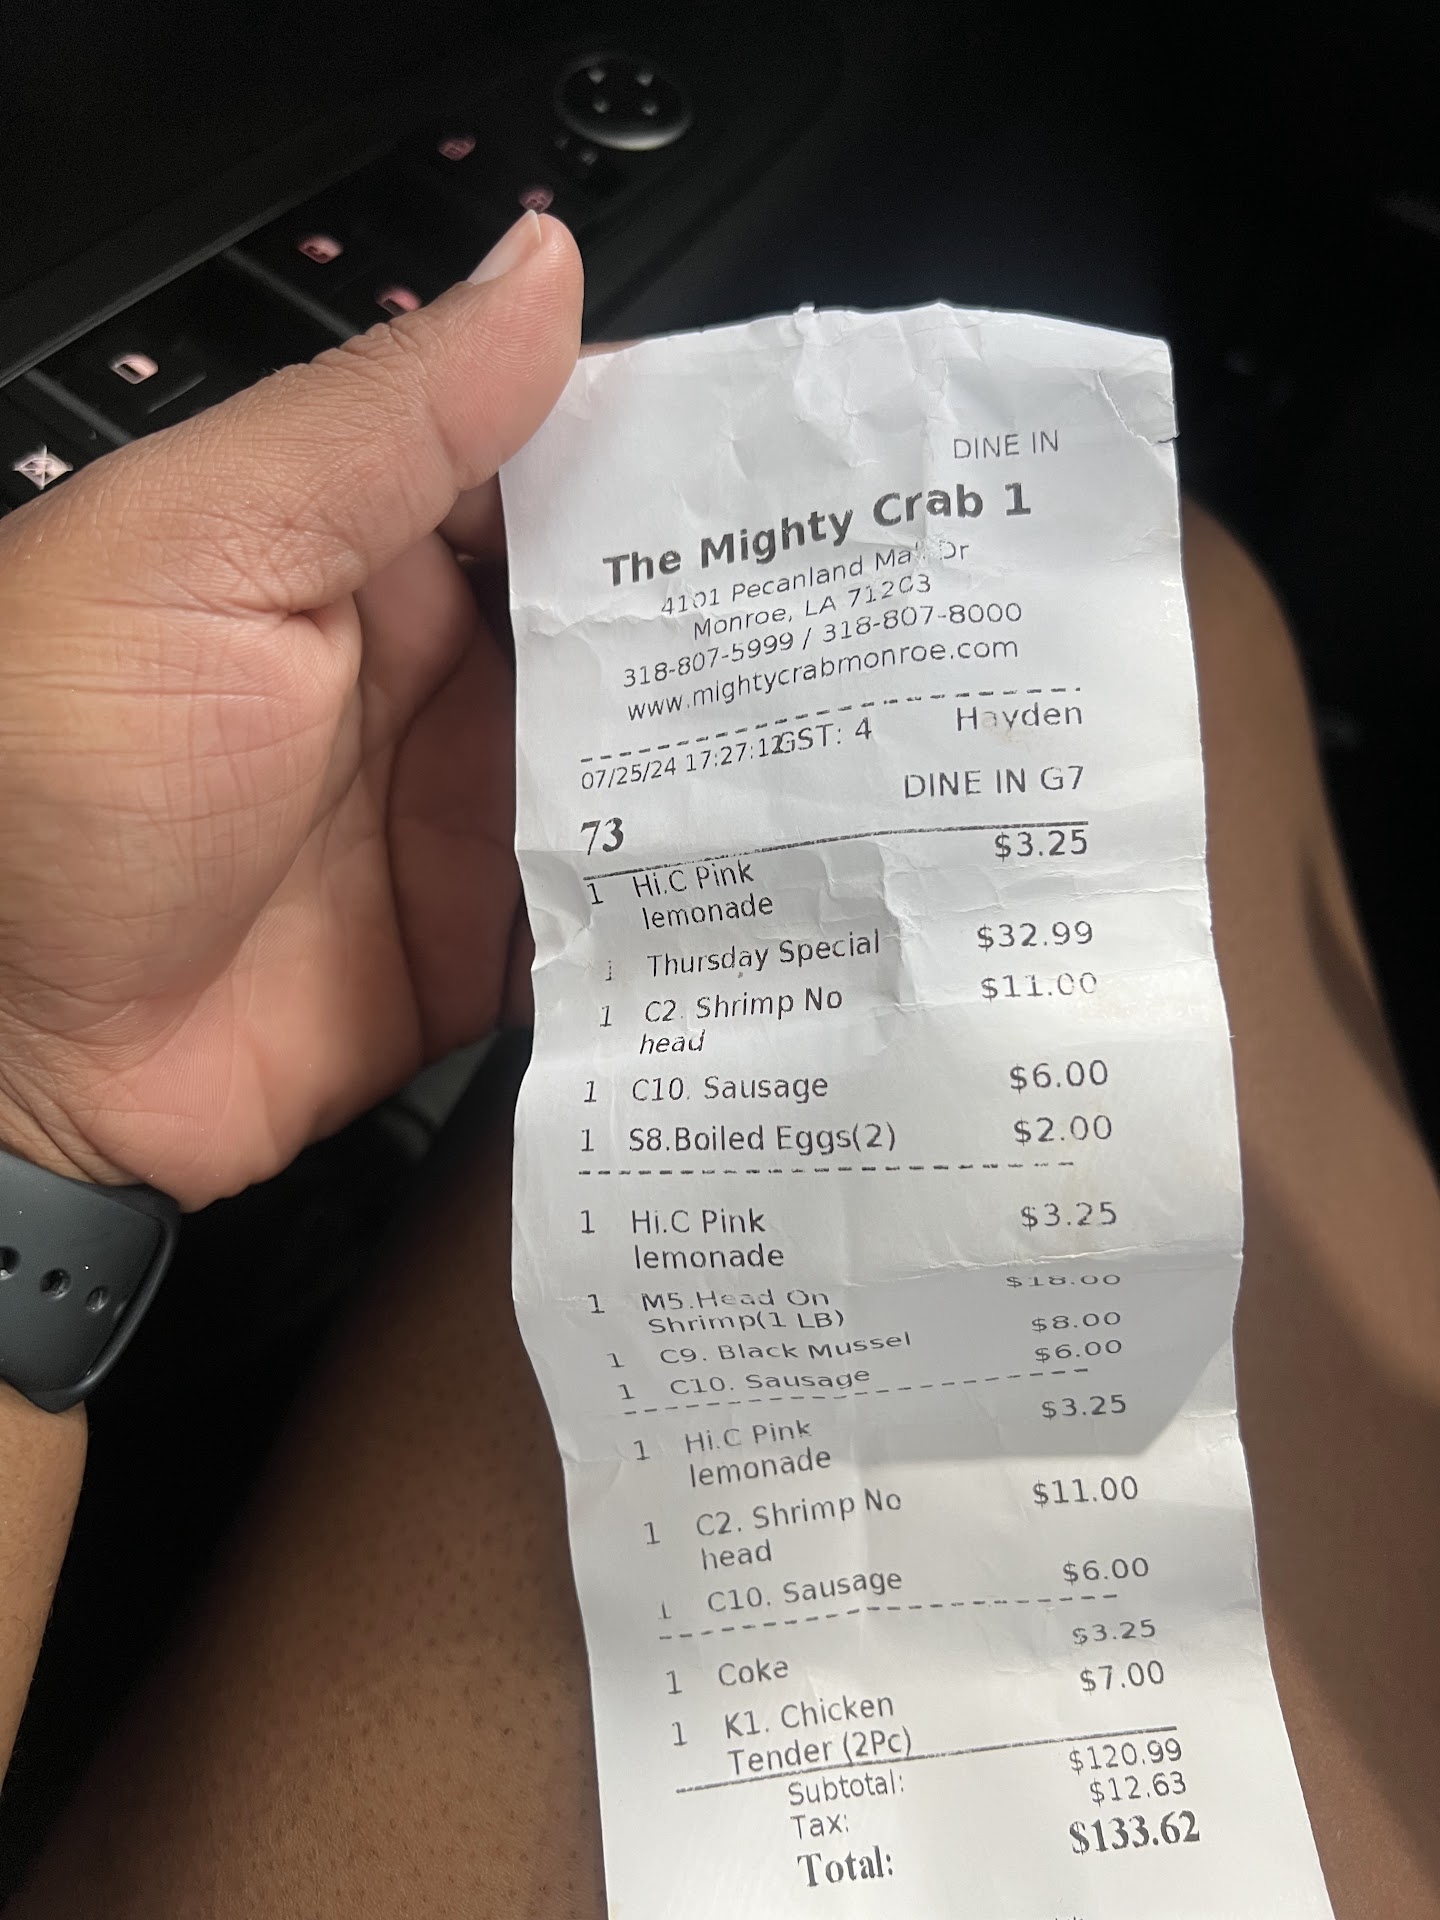 DINE IN
The Mighty Crab 1
4101 Pecanland Mall Dr
Monroe, LA 71203
318-807-5999 / 318-807-8000
www.mightycrabmonroe.com
07/25/24 17:27:12 GST: 4 Hayden
DINE IN G7
73
1 Hi.C Pink $3.25
lemonade
1 Thursday Special $32.99
1 C2. Shrimp No $11.00
head
1 C10. Sausage $6.00
1 S8.Boiled Eggs(2) $2.00
1 Hi.C Pink $3.25
lemonade
1 M5.Head On $18.00
Shrimp(1 LB)
1 C9. Black Mussel $8.00
1 C10. Sausage $6.00
1 Hi.C Pink $3.25
lemonade
1 C2. Shrimp No $11.00
head
1 C10. Sausage $6.00
1 Coke $3.25
1 K1. Chicken $7.00
Tender (2Pc)
Subtotal: $120.99
Tax: $12.63
Total: $133.62